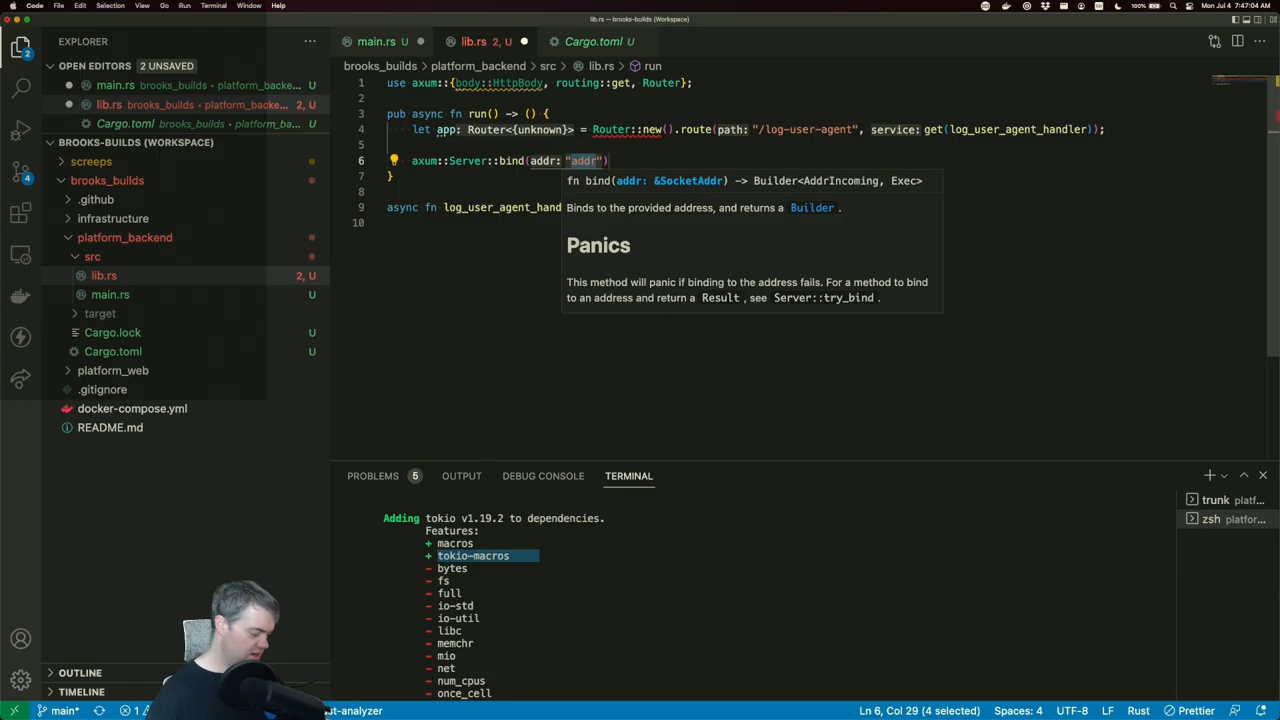 Code File Edit Selection View Go Run Terminal Window Help
100%
Mon Jul 4 7:47:04 AM
lib.rs — brooks-builds (Workspace)
EXPLORER
main.rs U
lib.rs 2, U
Cargo.toml U
OPEN EDITORS 2 UNSAVED
brooks_builds platform_backend src lib.rs run
main.rs brooks_builds • platform_backe... U
lib.rs brooks_builds • platform_backe... 2, U
Cargo.toml brooks_builds • platform_ba... U
BROOKS-BUILDS (WORKSPACE)
screeps
brooks_builds
.github
infrastructure
platform_backend
src
lib.rs 2, U
main.rs U
target
Cargo.lock U
Cargo.toml U
platform_web
.gitignore
docker-compose.yml
README.md
OUTLINE
TIMELINE
1 use axum::{body::HttpBody, routing::get, Router};
2
3 pub async fn run() -> () {
4 let app: Router<{unknown}> = Router::new().route(path: "/log-user-agent", service: get(log_user_agent_handler));
5
6 axum::Server::bind(addr: "addr")
7 }
8
9 async fn log_user_agent_hand
10
fn bind(addr: &SocketAddr) -> Builder<AddrIncoming, Exec>
Binds to the provided address, and returns a Builder.
Panics
This method will panic if binding to the address fails. For a method to bind
to an address and return a Result, see Server::try_bind.
PROBLEMS 5 OUTPUT DEBUG CONSOLE TERMINAL
trunk platf...
zsh platfor...
Adding tokio v1.19.2 to dependencies.
Features:
+ macros
+ tokio-macros
- bytes
- fs
- full
- io-std
- io-util
- libc
- memchr
- mio
- net
- num_cpus
- once_cell
main* 1 st-analyzer Ln 6, Col 29 (4 selected) Spaces: 4 UTF-8 LF Rust Prettier